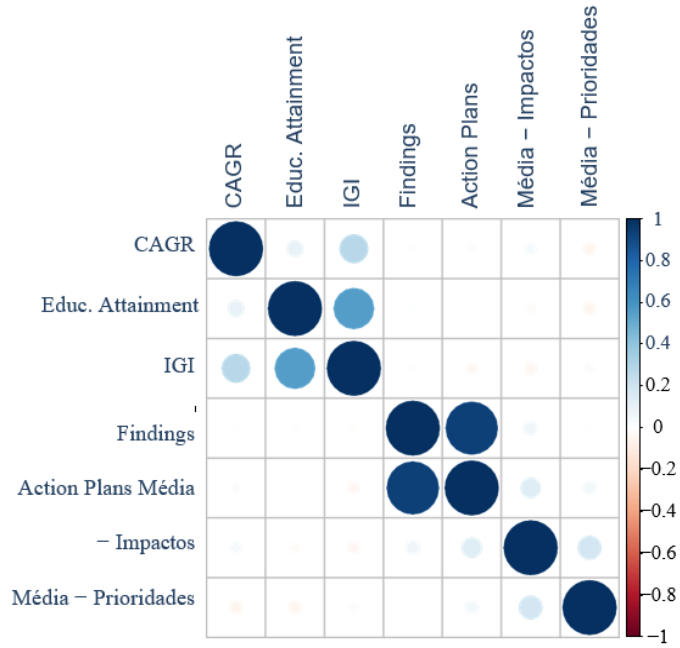 CAGR
Educ. Attainment
IGI
Findings
Action Plans
Média − Impactos
Média − Prioridades
CAGR
Educ. Attainment
IGI
Findings
Action Plans Média
− Impactos
Média − Prioridades
1
0.8
0.6
0.4
0.2
0
−0.2
−0.4
−0.6
−0.8
−1